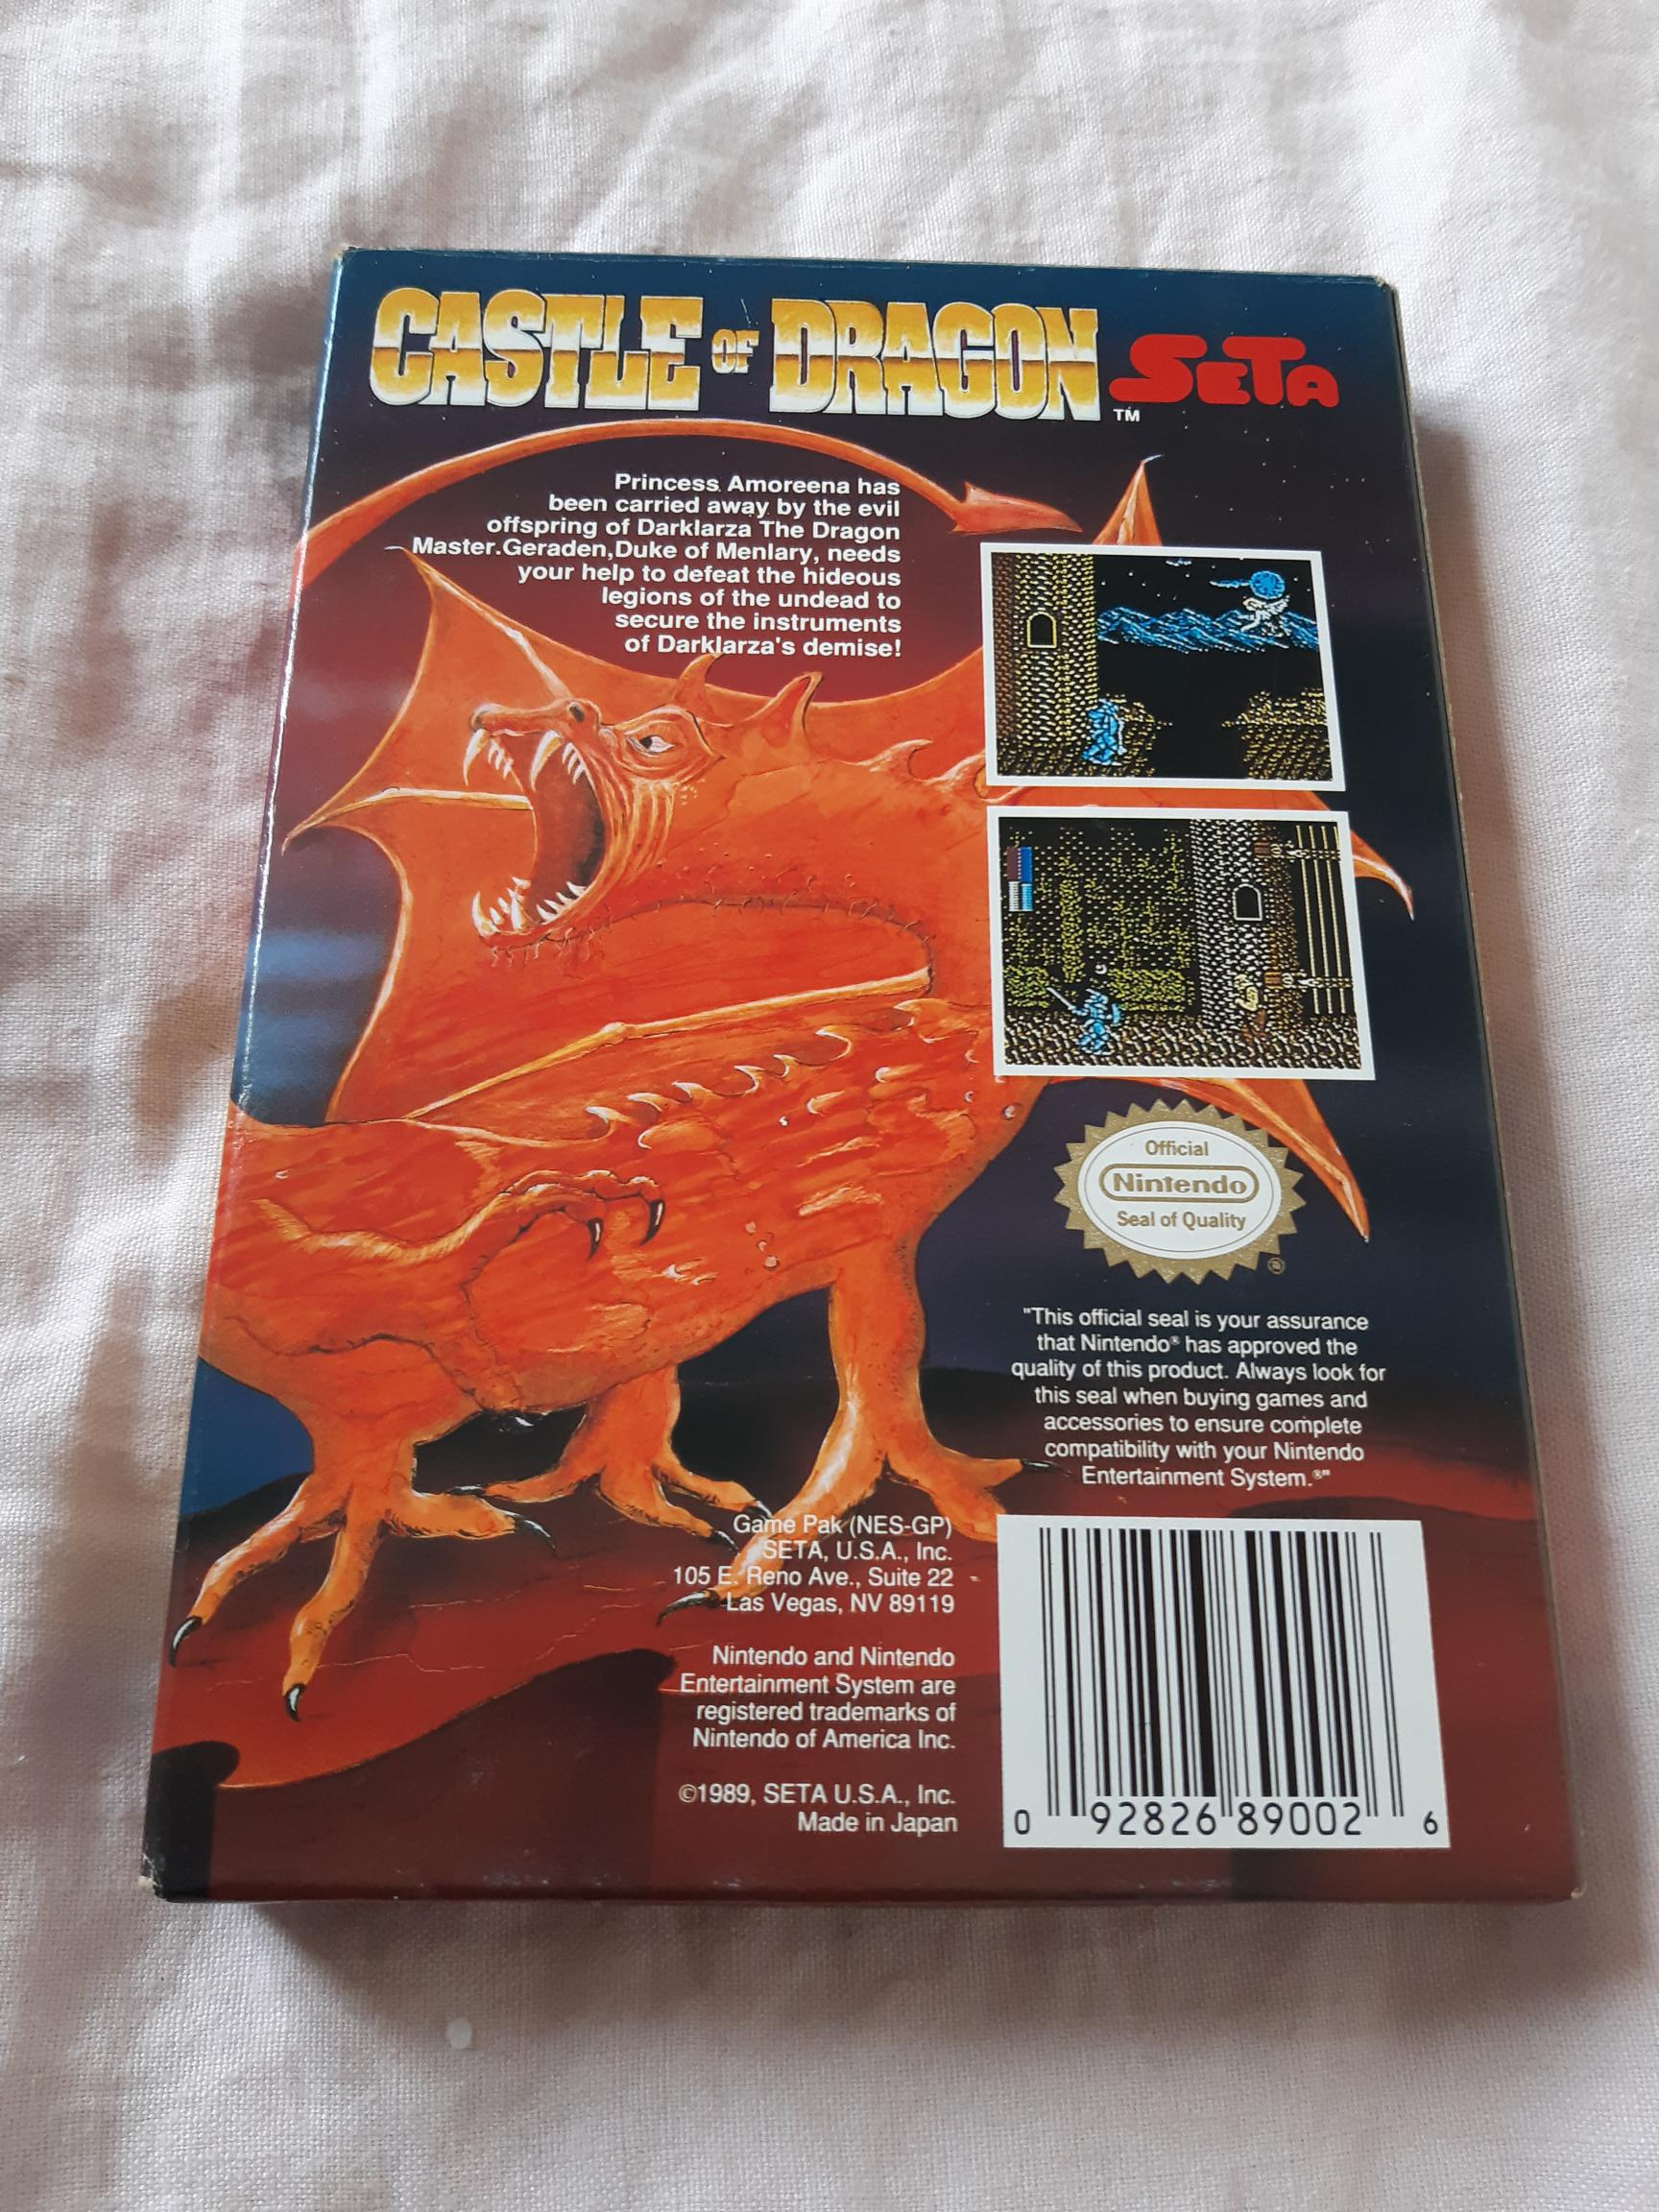 CASTLE OF DRAGON
TM
SETA
Princess Amoreena has
been carried away by the evil
offspring of Darklarza The Dragon
Master.Geraden,Duke of Menlary, needs
your help to defeat the hideous
legions of the undead to
secure the instruments
of Darklarza's demise!
Official
Nintendo
Seal of Quality
®
"This official seal is your assurance
that Nintendo® has approved the
quality of this product. Always look for
this seal when buying games and
accessories to ensure complete
compatibility with your Nintendo
Entertainment System.®"
Game Pak (NES-GP)
SETA, U.S.A., Inc.
105 E. Reno Ave., Suite 22
Las Vegas, NV 89119
Nintendo and Nintendo
Entertainment System are
registered trademarks of
Nintendo of America Inc.
©1989, SETA U.S.A., Inc.
Made in Japan
0 92826 89002 6